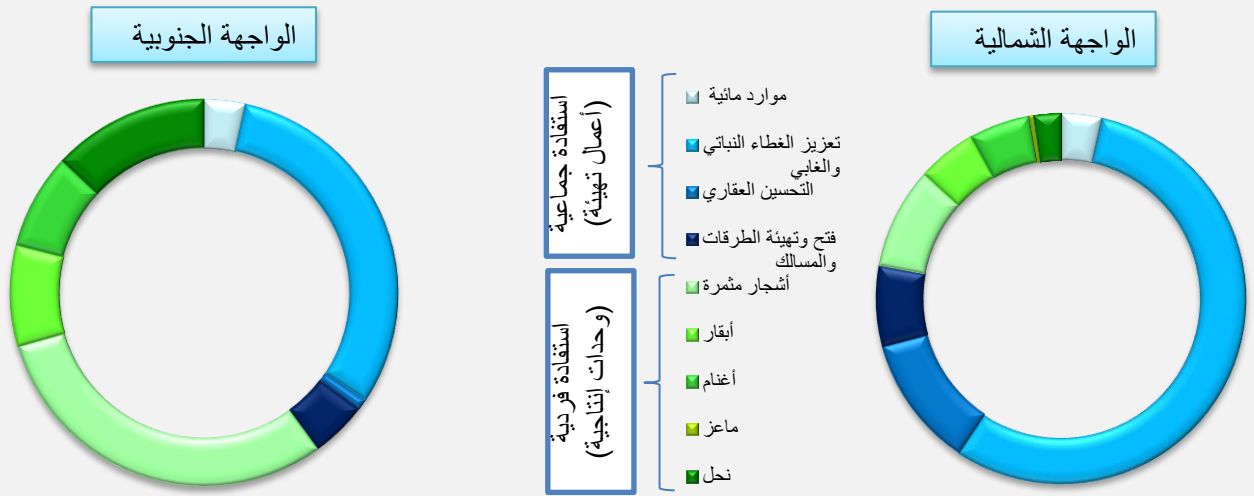 الواجهة الشمالية
الواجهة الجنوبية
استفادة جماعية
(أعمال تهيئة)
موارد مائية
تعزيز الغطاء النباتي
والغابي
التحسين العقاري
فتح وتهيئة الطرقات
والمسالك
استفادة فردية
(وحدات إنتاجية)
أشجار مثمرة
أبقار
أغنام
ماعز
نحل